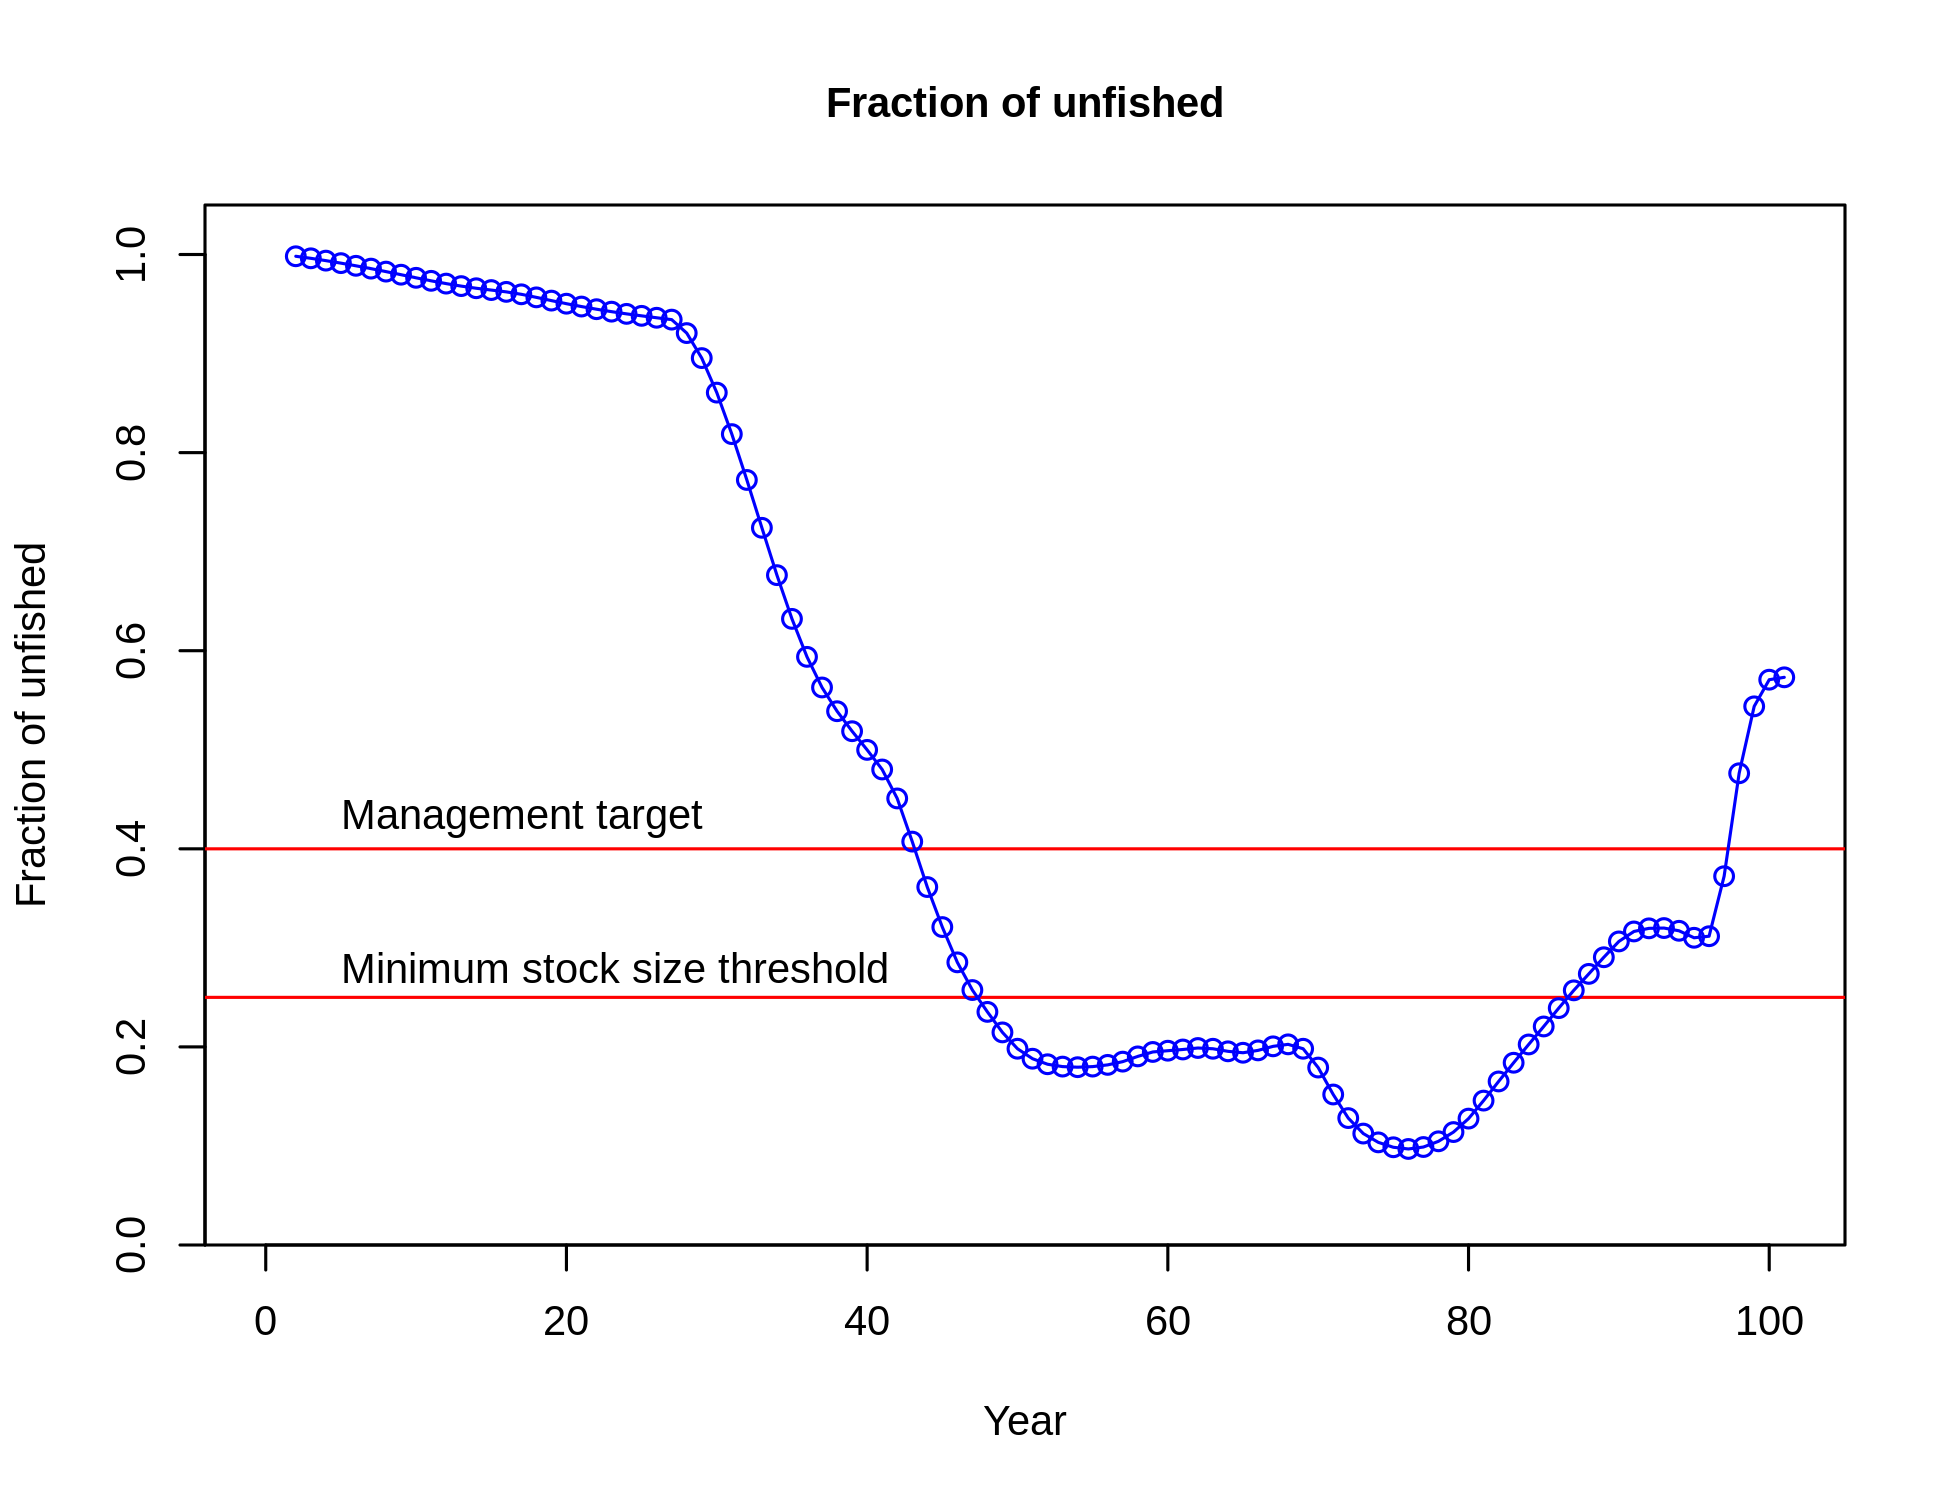 Fraction of unfished
Fraction of unfished
1.0
0.8
0.6
0.4
0.2
0.0
Management target
Minimum stock size threshold
0 20 40 60 80 100
Year